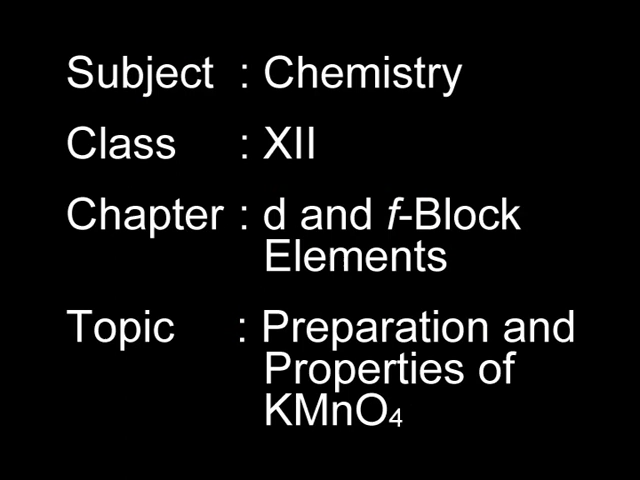 Subject : Chemistry
Class : XII
Chapter : d and f-Block
Elements
Topic : Preparation and
Properties of
KMnO₄